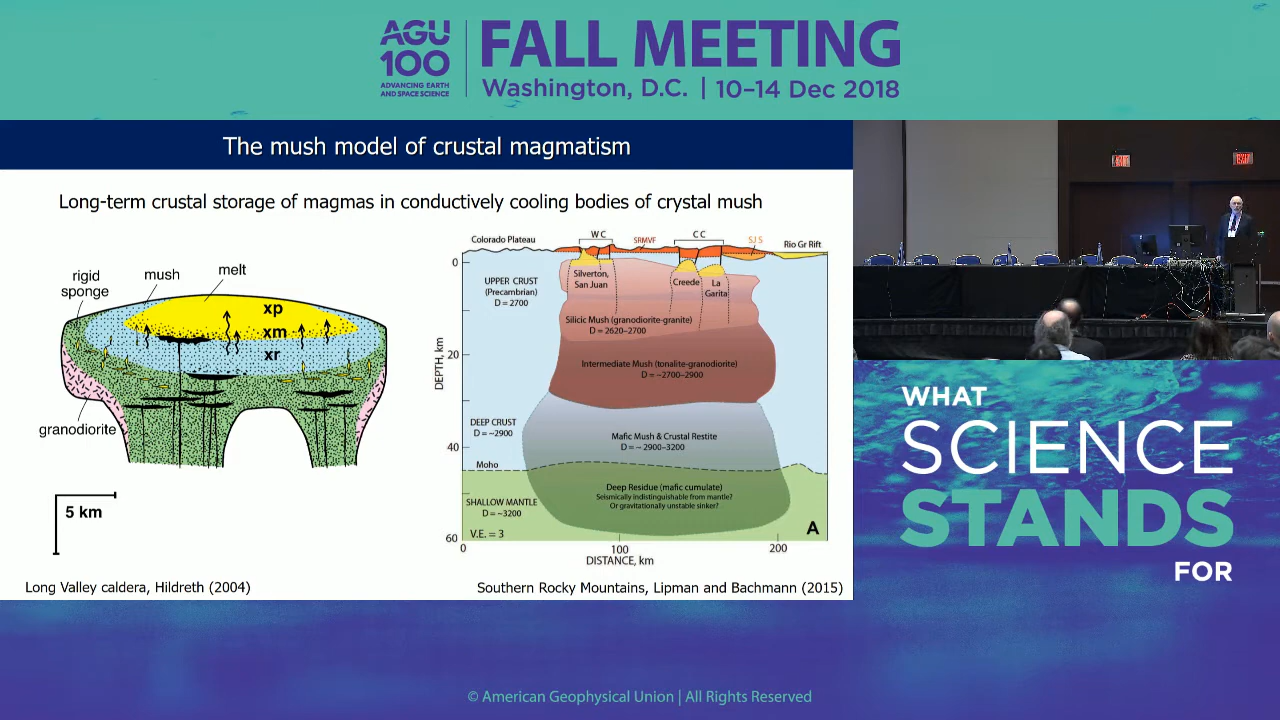 AGU
100
ADVANCING EARTH
AND SPACE SCIENCE
FALL MEETING
Washington, D.C. | 10–14 Dec 2018
The mush model of crustal magmatism
Long-term crustal storage of magmas in conductively cooling bodies of crystal mush
rigid
sponge
mush
melt
xp
xm
xr
granodiorite
5 km
Long Valley caldera, Hildreth (2004)
Colorado Plateau
W C
SRMVF
C C
SJS
Rio Gr Rift
0
UPPER CRUST
(Precambrian)
D = 2700
Silverton,
San Juan
Creede
La
Garita
Silicic Mush (granodiorite-granite)
D = 2620–2700
20
DEPTH, km
Intermediate Mush (tonalite-granodiorite)
D = ~2700–2900
DEEP CRUST
D = ~2900
Mafic Mush & Crustal Restite
D = ~ 2900–3200
40
Moho
Deep Residue (mafic cumulate)
Seismically indistinguishable from mantle?
Or gravitationally unstable sinker?
SHALLOW MANTLE
D = ~3200
V.E. = 3
A
60
0
100
200
DISTANCE, km
Southern Rocky Mountains, Lipman and Bachmann (2015)
WHAT
SCIENCE
STANDS
FOR
© American Geophysical Union | All Rights Reserved